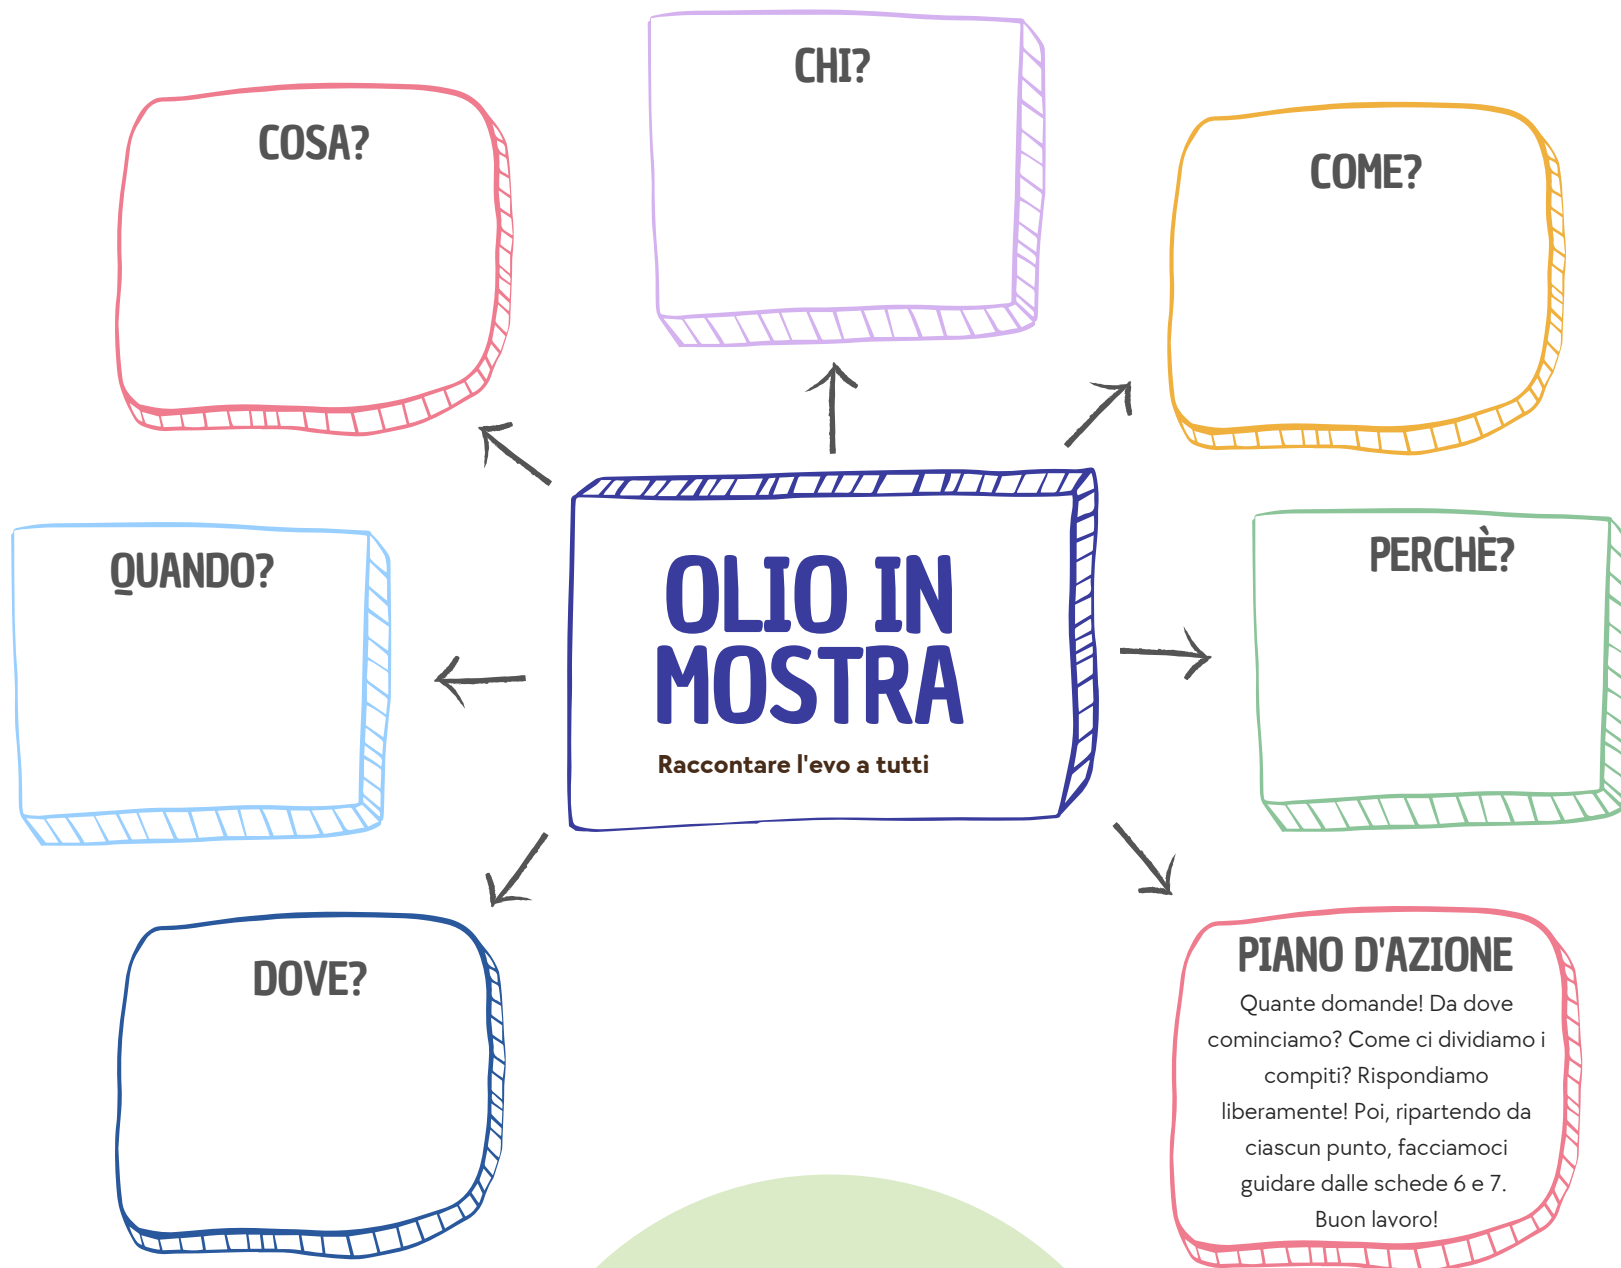 CHI?
COSA?
COME?
QUANDO?
OLIO IN
MOSTRA
Raccontare l'evo a tutti
PERCHÈ?
DOVE?
PIANO D'AZIONE
Quante domande! Da dove
cominciamo? Come ci dividiamo i
compiti? Rispondiamo
liberamente! Poi, ripartendo da
ciascun punto, facciamoci
guidare dalle schede 6 e 7.
Buon lavoro!